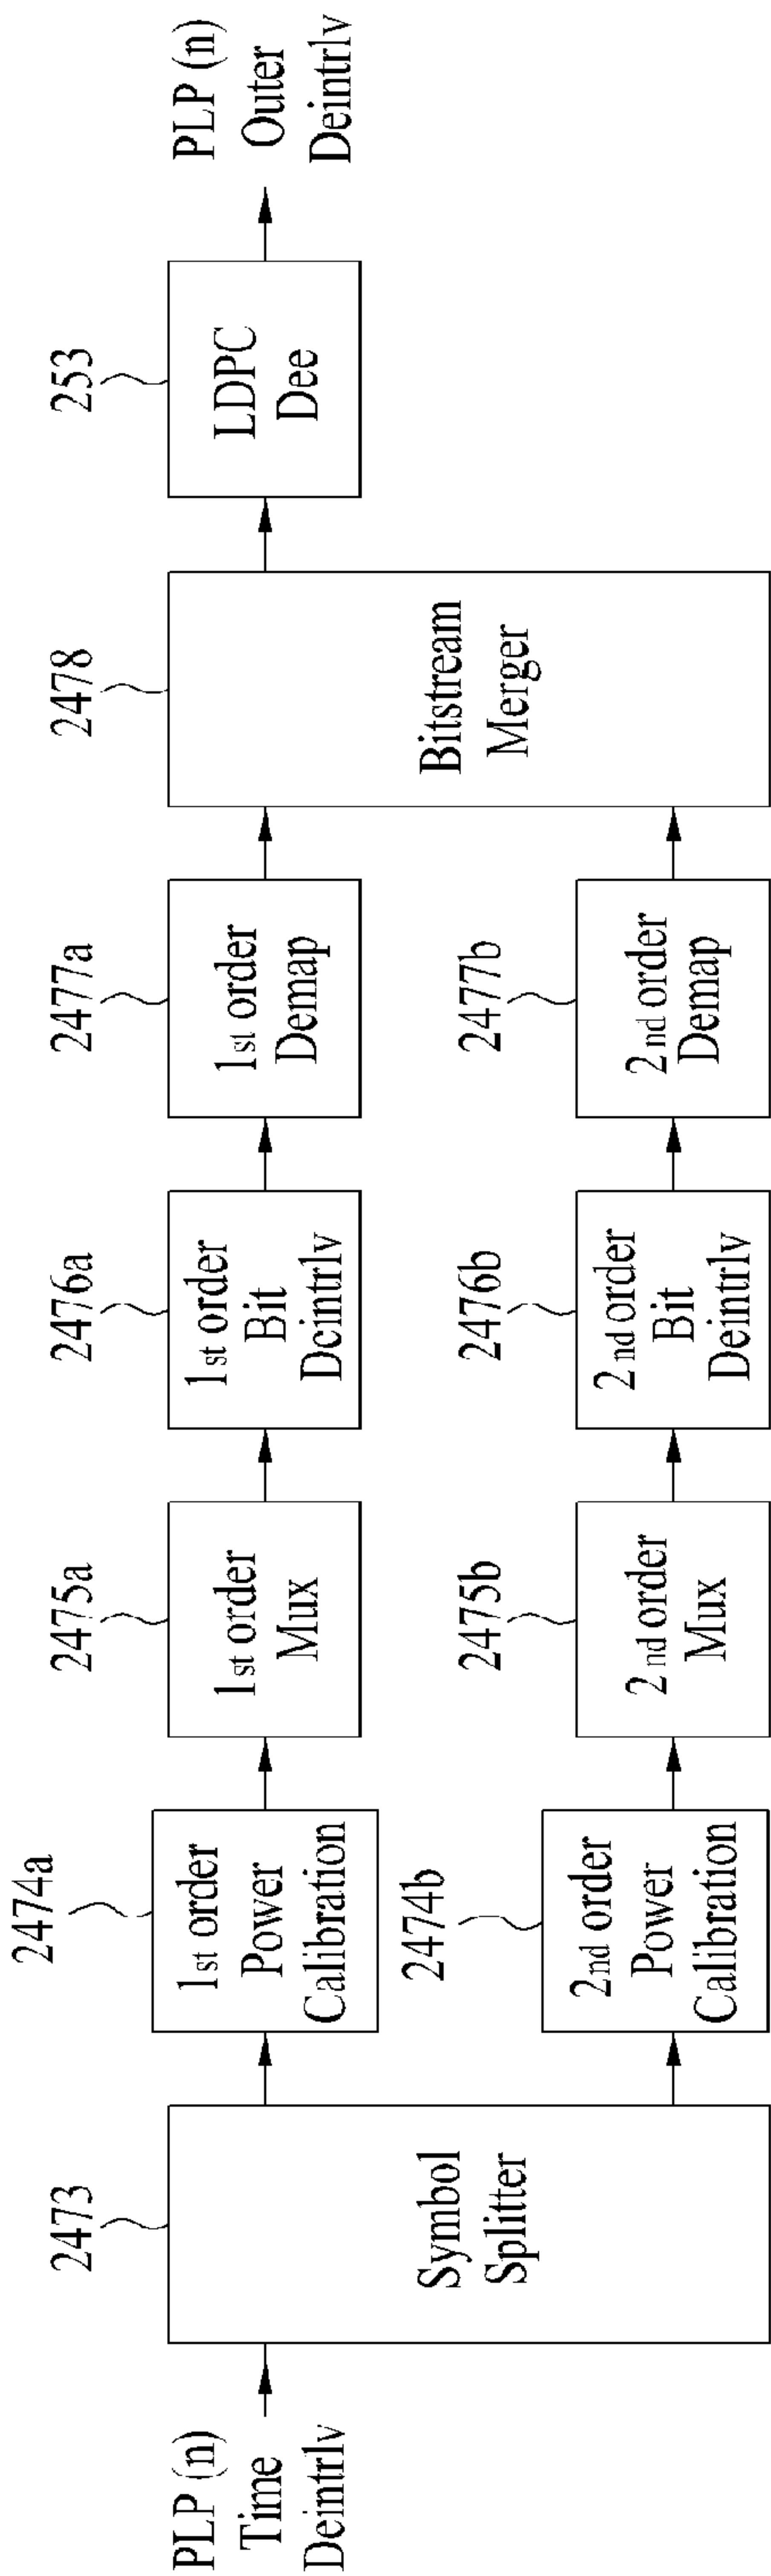 PLP (n)
Time
Deintrlv
2473
Symbol
Splitter
2474a
1st order
Power
Calibration
2475a
1st order
Mux
2476a
1st order
Bit
Dcintrlv
2477a
1st order
Demap
2474b
2nd order
Power
Calibration
2475b
2nd order
Mux
2476b
2nd order
Bit
Deintrlv
2477b
2nd order
Demap
2478
Bitstream
Merger
253
LDPC
Dee
PLP (n)
Outer
Deintrlv